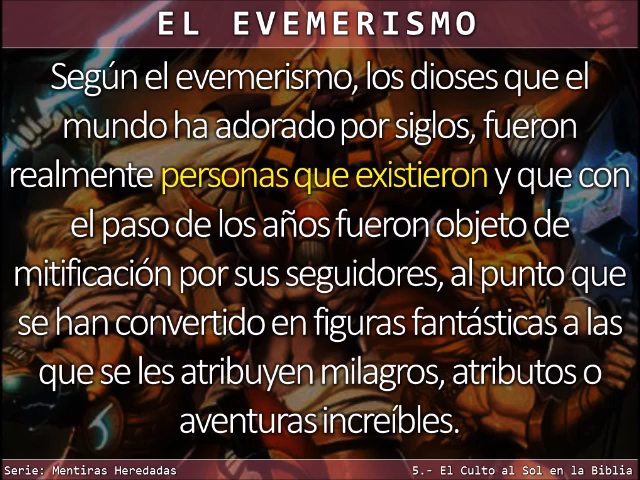 EL EVEMERISMO
Según el evemerismo, los dioses que el
mundo ha adorado por siglos, fueron
realmente personas que existieron y que con
el paso de los años fueron objeto de
mitificación por sus seguidores, al punto que
se han convertido en figuras fantásticas a las
que se les atribuyen milagros, atributos o
aventuras increíbles.
Serie: Mentiras Heredadas
5.- El Culto al Sol en la Biblia